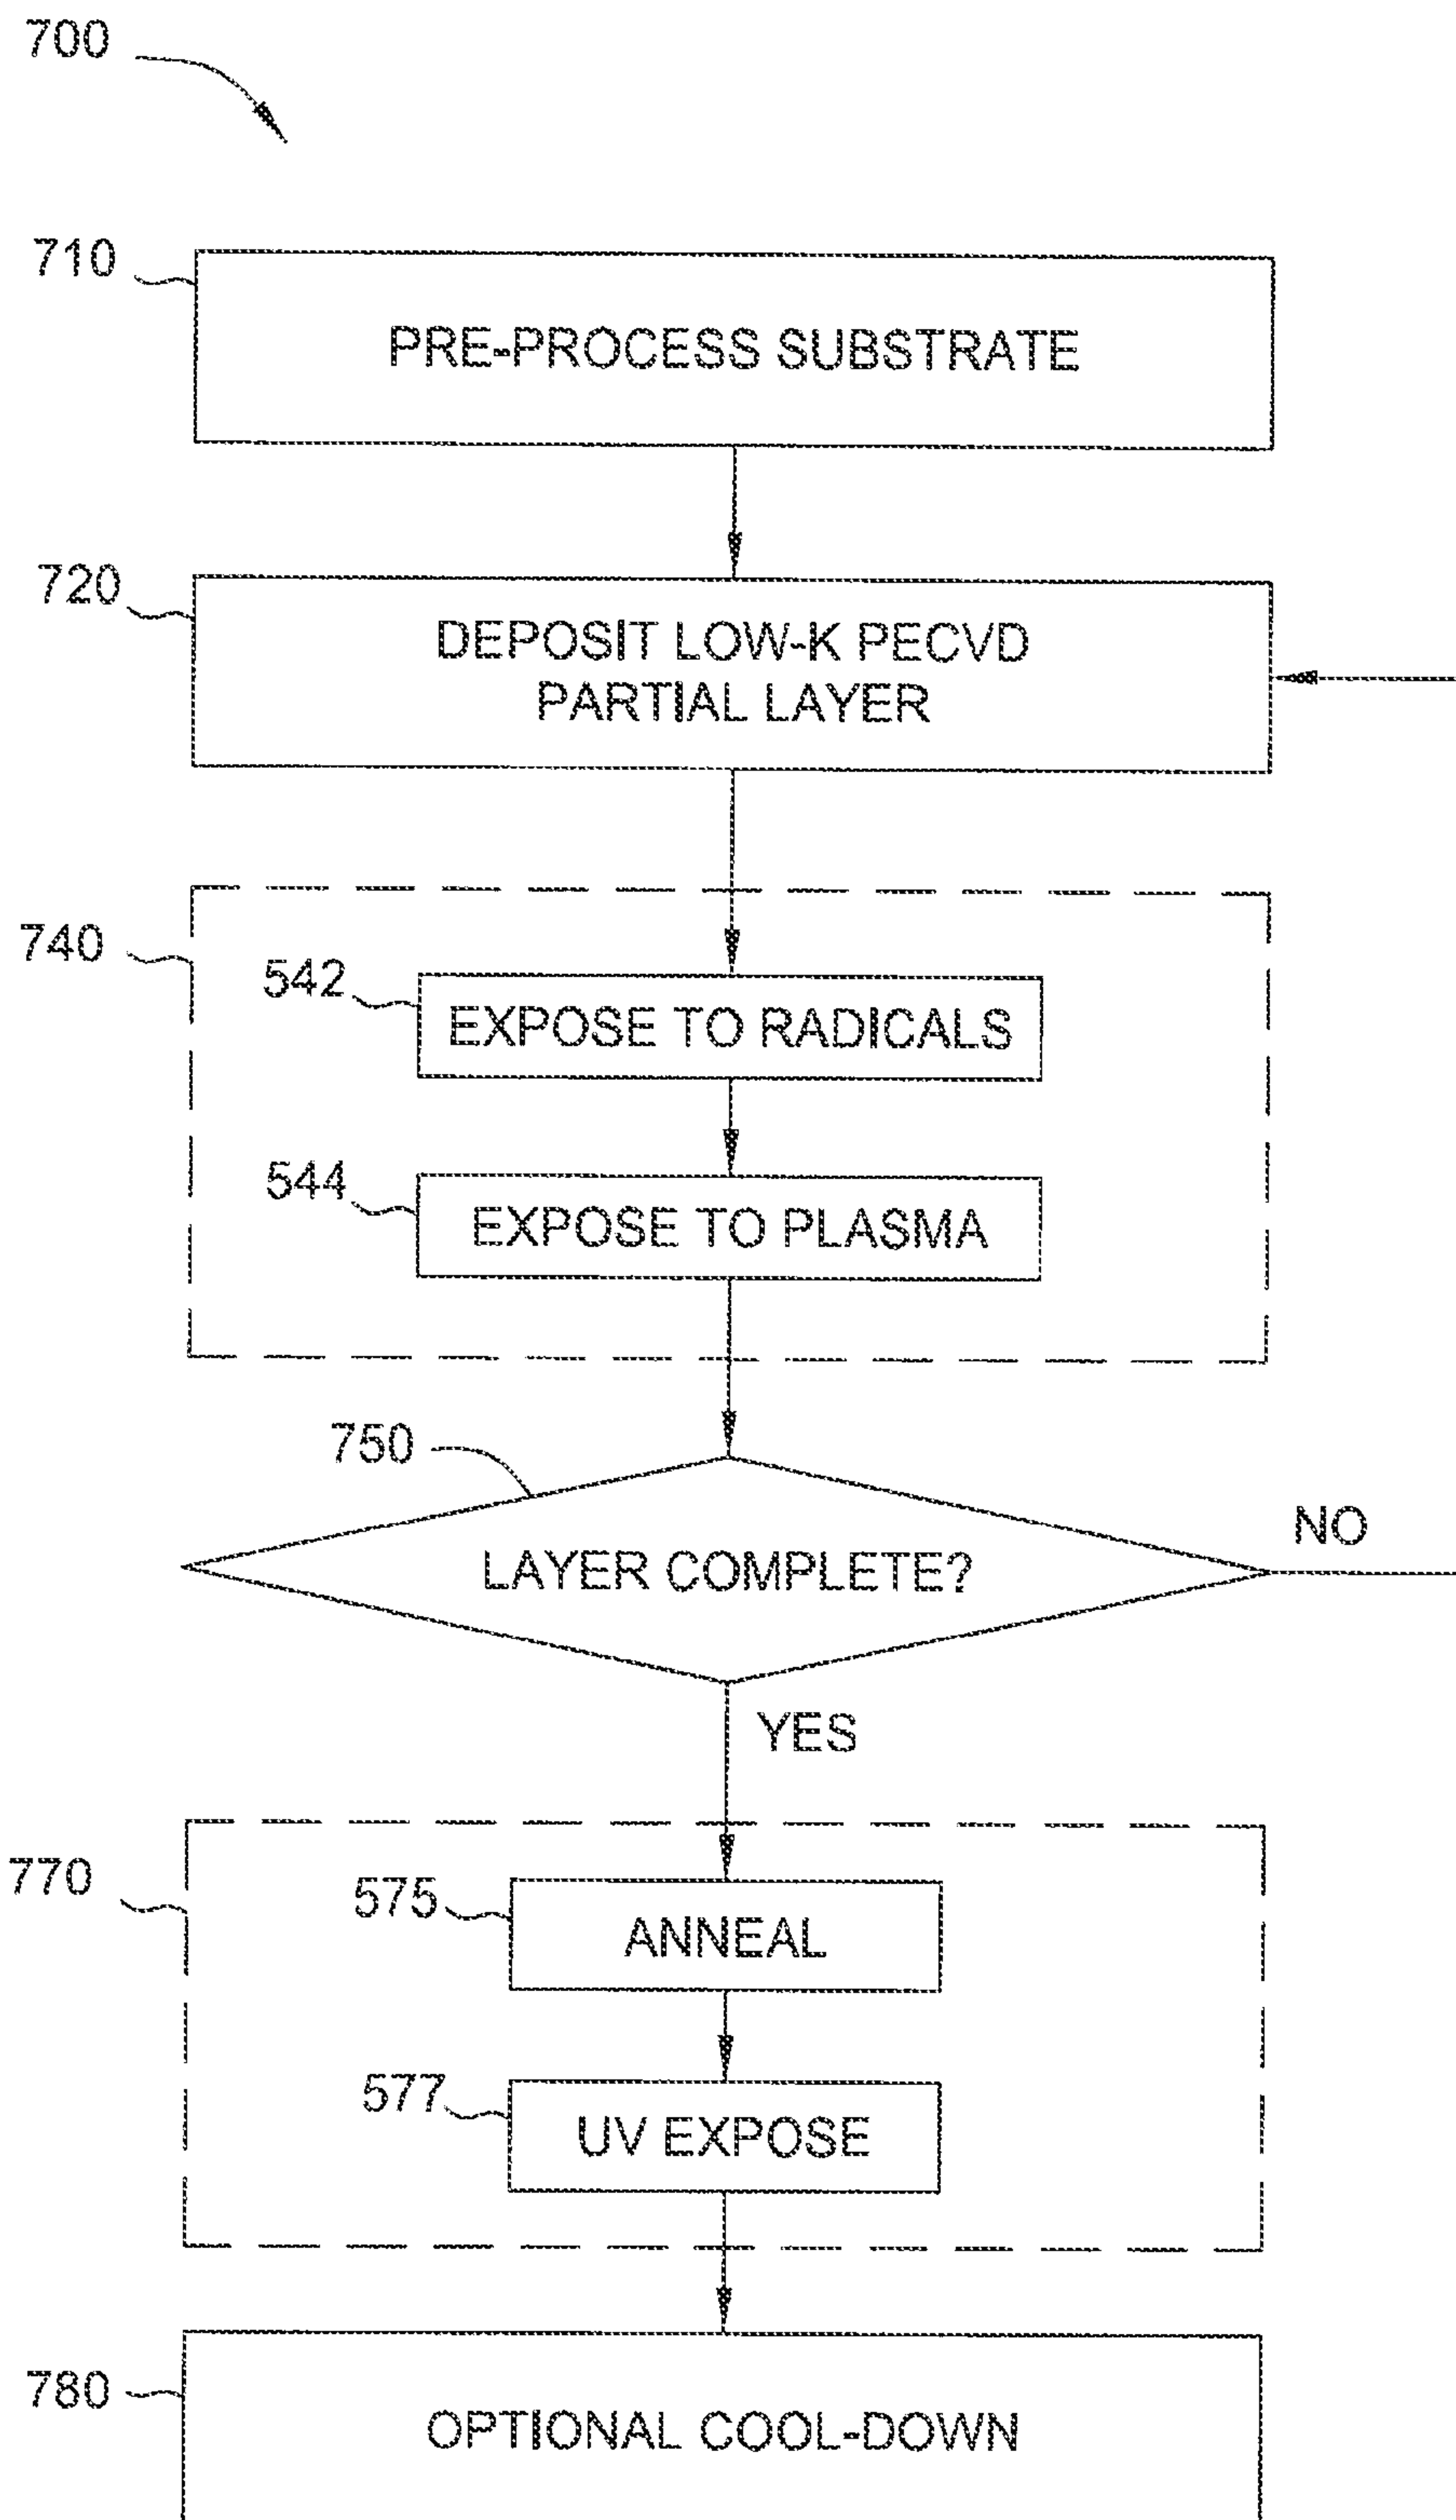 700
710
PRE-PROCESS SUBSTRATE
720
DEPOSIT LOW-K PECVD
PARTIAL LAYER
740
542
EXPOSE TO RADICALS
544
EXPOSE TO PLASMA
750
LAYER COMPLETE?
NO
YES
770
575
ANNEAL
577
UV EXPOSE
780
OPTIONAL COOL-DOWN